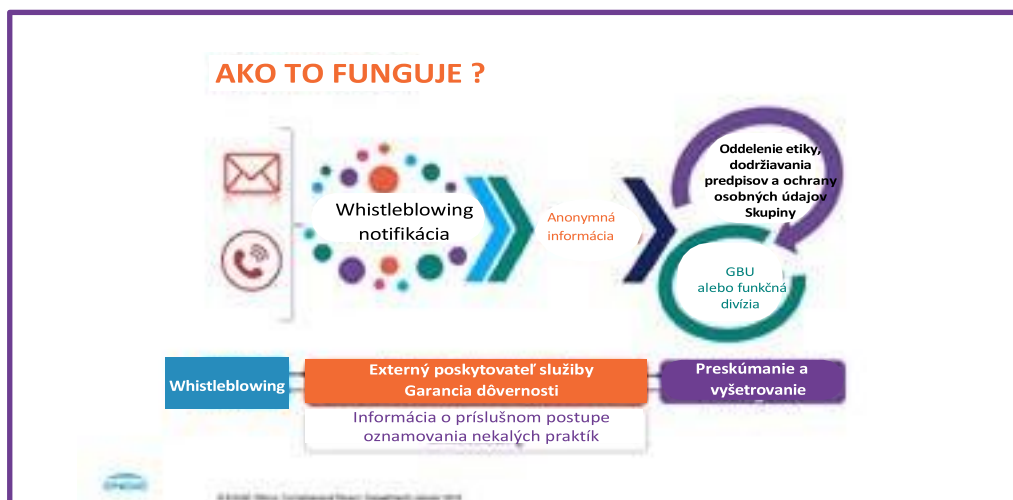 AKO TO FUNGUJE ?
Whistleblowing
notifikácia
Anonymná
informácia
Oddelenie etiky,
dodržiavania
predpisov a ochrany
osobných údajov
Skupiny
GBU
alebo funkčná
divízia
Whistleblowing
Externý poskytovateľ služby
Garancia dôvernosti
Preskúmanie a
vyšetrovanie
Informácia o príslušnom postupe
oznamovania nekalých praktík